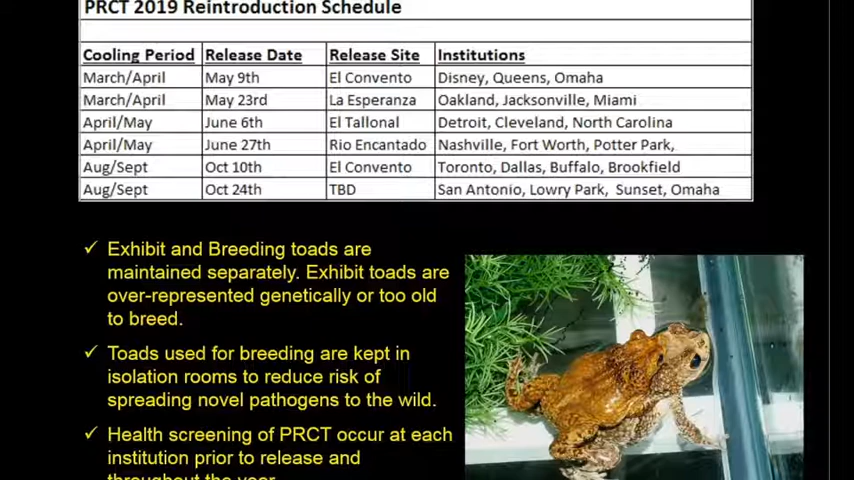 PRCT 2019 Reintroduction Schedule
Cooling Period Release Date Release Site Institutions
March/April May 9th El Convento Disney, Queens, Omaha
March/April May 23rd La Esperanza Oakland, Jacksonville, Miami
April/May June 6th El Tallonal Detroit, Cleveland, North Carolina
April/May June 27th Rio Encantado Nashville, Fort Worth, Potter Park,
Aug/Sept Oct 10th El Convento Toronto, Dallas, Buffalo, Brookfield
Aug/Sept Oct 24th TBD San Antonio, Lowry Park, Sunset, Omaha
✓ Exhibit and Breeding toads are
maintained separately. Exhibit toads are
over-represented genetically or too old
to breed.
✓ Toads used for breeding are kept in
isolation rooms to reduce risk of
spreading novel pathogens to the wild.
✓ Health screening of PRCT occur at each
institution prior to release and
throughout the year